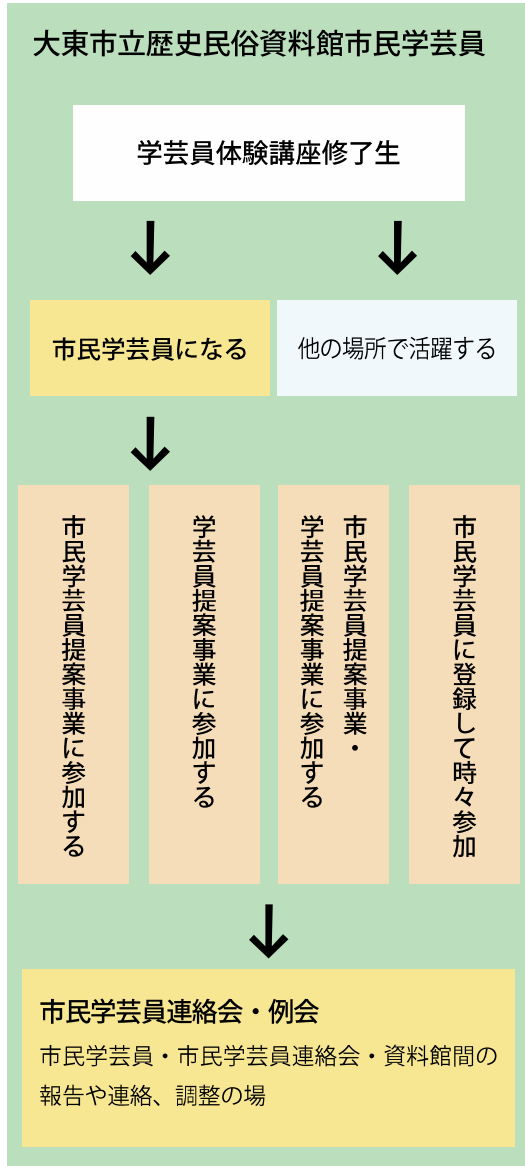 大東市立歴史民俗資料館市民学芸員
学芸員体験講座修了生
市民学芸員になる
他の場所で活躍する
市民学芸員提案事業に参加する
学芸員提案事業に参加する
市民学芸員提案事業・
学芸員提案事業に参加する
市民学芸員に登録して時々参加
市民学芸員連絡会・例会
市民学芸員・市民学芸員連絡会・資料館間の
報告や連絡、調整の場